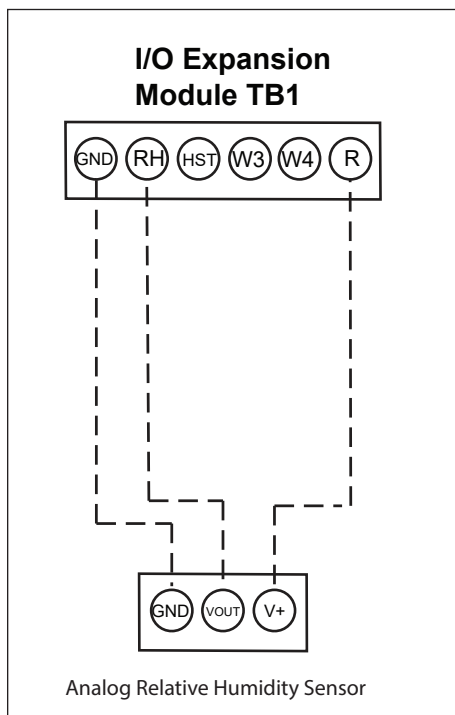 I/O Expansion
Module TB1
GND RH HST W3 W4 R
GND VOUT V+
Analog Relative Humidity Sensor